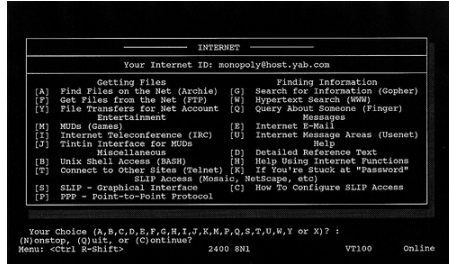 INTERNET
Your Internet ID: monopoly@host.yab.com
Getting Files Finding Information
[A] Find Files on the Net (Archie) [G] Search for Information (Gopher)
[F] Get Files from the Net (FTP) [W] Hypertext Search (WWW)
[Y] File Transfers for Net Account [Q] Query About Someone (Finger)
Entertainment Messages
[M] MUDs (Games) [E] Internet E-Mail
[I] Internet Teleconference (IRC) [U] Internet Message Areas (Usenet)
[J] Tintin Interface for MUDs Help
Miscellaneous [D] Detailed Reference Text
[B] Unix Shell Access (BASH) [H] Help Using Internet Functions
[T] Connect to Other Sites (Telnet) [K] If You're Stuck at "Password"
SLIP Access (Mosaic, NetScape, etc)
[S] SLIP - Graphical Interface [C] How To Configure SLIP Access
[P] PPP - Point-to-Point Protocol
Your Choice (A,B,C,D,E,F,G,H,I,J,K,M,P,Q,S,T,U,W,Y or X)? :
(N)onstop, (Q)uit, or (C)ontinue?
Menu: <Ctrl R-Shift> 2400 8N1 VT100 Online